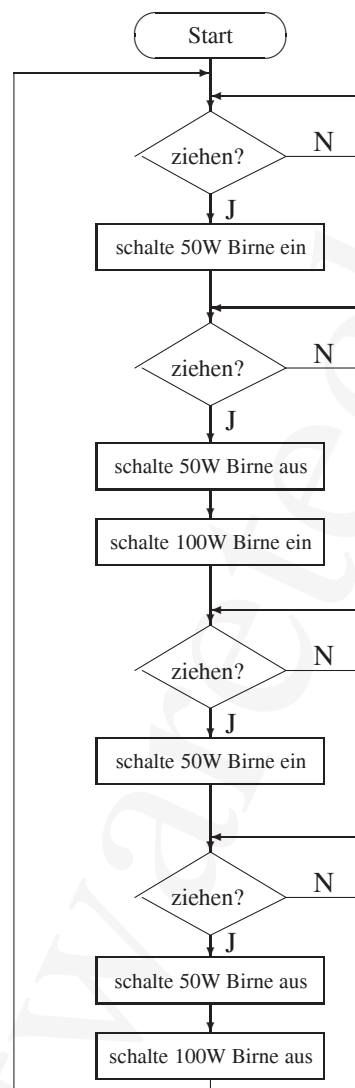 Start
ziehen?
N
J
schalte 50W Birne ein
ziehen?
N
J
schalte 50W Birne aus
schalte 100W Birne ein
ziehen?
N
J
schalte 50W Birne ein
ziehen?
N
J
schalte 50W Birne aus
schalte 100W Birne aus